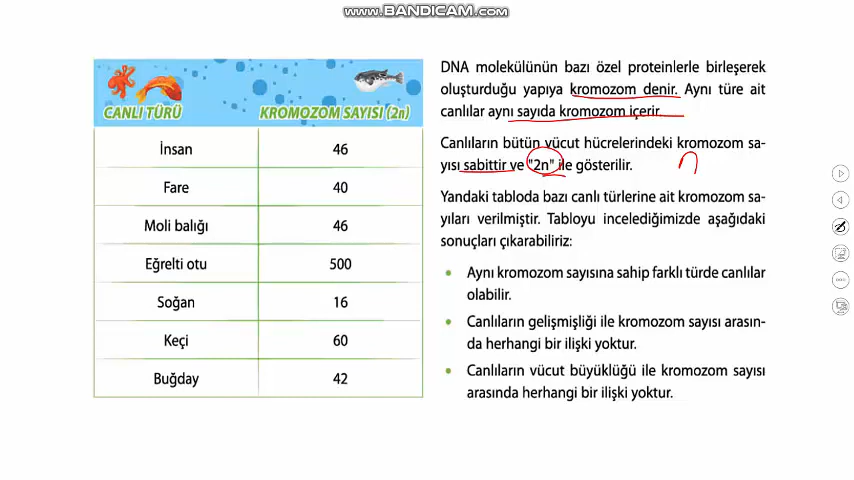 www.BANDICAM.com
CANLI TÜRÜ KROMOZOM SAYISI (2n)
İnsan 46
Fare 40
Moli balığı 46
Eğrelti otu 500
Soğan 16
Keçi 60
Buğday 42
DNA molekülünün bazı özel proteinlerle birleşerek
oluşturduğu yapıya kromozom denir. Aynı türe ait
canlılar aynı sayıda kromozom içerir.
Canlıların bütün vücut hücrelerindeki kromozom sa-
yısı sabittir ve "2n" ile gösterilir.
n
Yandaki tabloda bazı canlı türlerine ait kromozom sa-
yıları verilmiştir. Tabloyu incelediğimizde aşağıdaki
sonuçları çıkarabiliriz:
• Aynı kromozom sayısına sahip farklı türde canlılar
olabilir.
• Canlıların gelişmişliği ile kromozom sayısı arasın-
da herhangi bir ilişki yoktur.
• Canlıların vücut büyüklüğü ile kromozom sayısı
arasında herhangi bir ilişki yoktur.